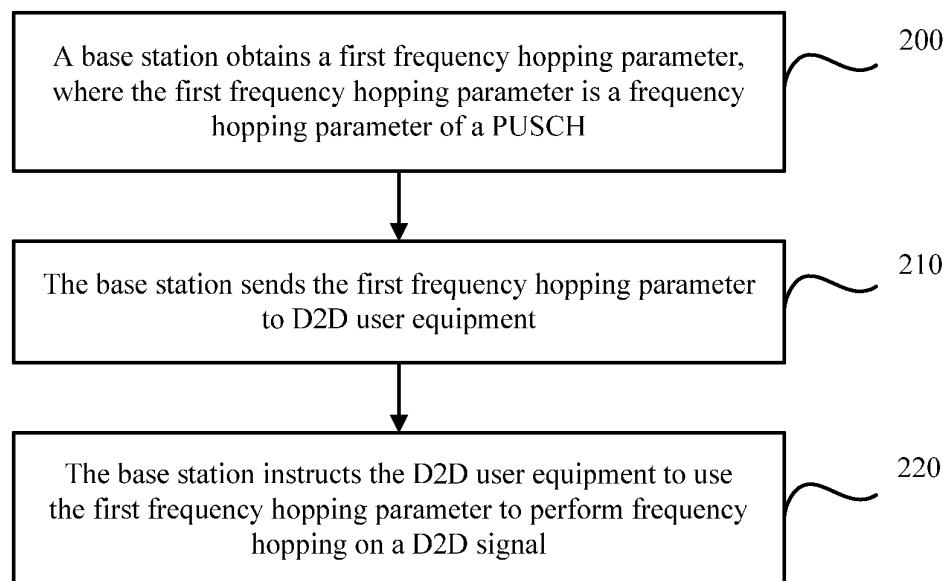 A base station obtains a first frequency hopping parameter,
where the first frequency hopping parameter is a frequency
hopping parameter of a PUSCH
200
The base station sends the first frequency hopping parameter
to D2D user equipment
210
The base station instructs the D2D user equipment to use
the first frequency hopping parameter to perform frequency
hopping on a D2D signal
220